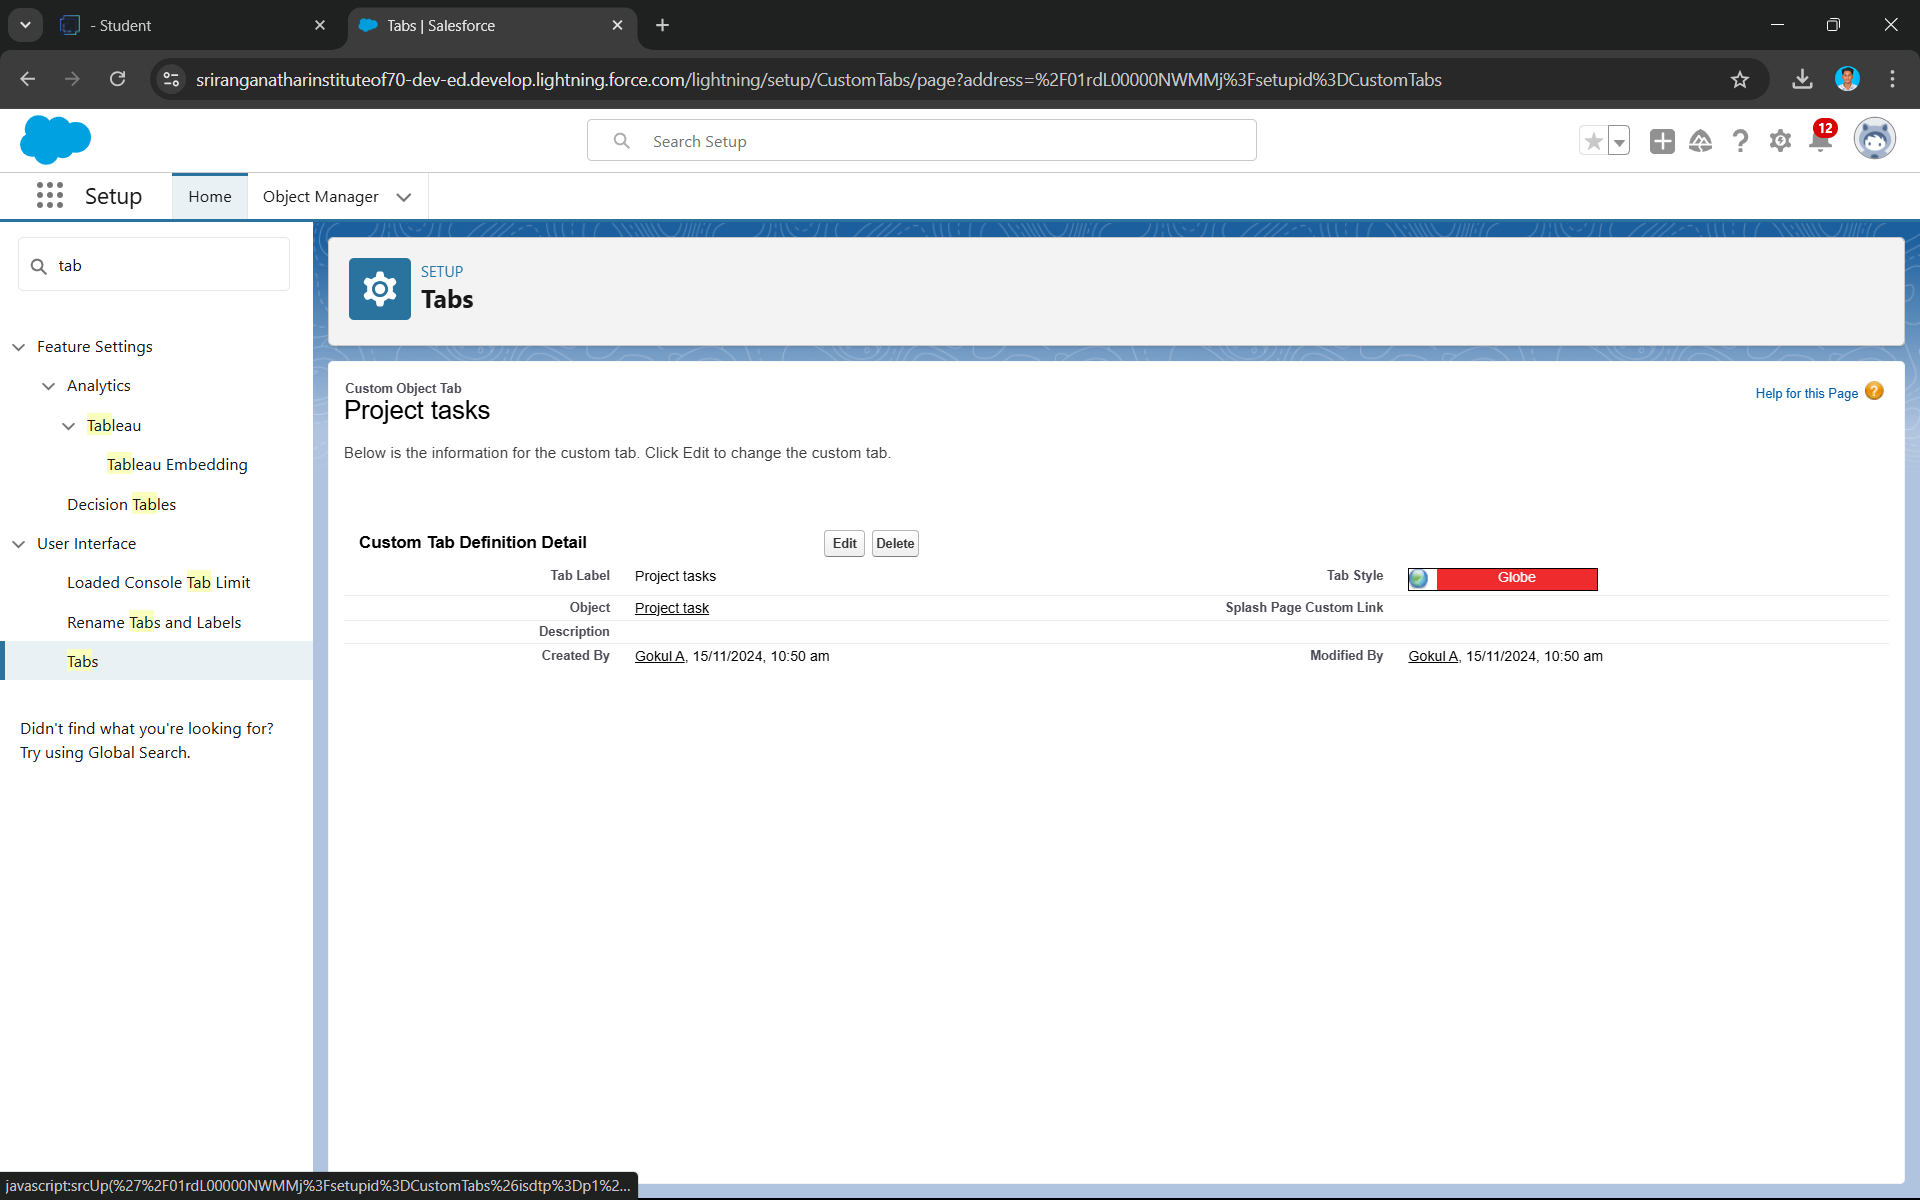 - Student
Tabs | Salesforce
sriranganatharinstituteof70-dev-ed.develop.lightning.force.com/lightning/setup/CustomTabs/page?address=%2F01rdL00000NWMMj%3Fsetupid%3DCustomTabs
Search Setup
12
Setup
Home
Object Manager
tab
Feature Settings
Analytics
Tableau
Tableau Embedding
Decision Tables
User Interface
Loaded Console Tab Limit
Rename Tabs and Labels
Tabs
Didn't find what you're looking for?
Try using Global Search.
SETUP
Tabs
Custom Object Tab
Project tasks
Help for this Page
Below is the information for the custom tab. Click Edit to change the custom tab.
Custom Tab Definition Detail
Edit
Delete
Tab Label Project tasks
Tab Style Globe
Object Project task
Splash Page Custom Link
Description
Created By Gokul A, 15/11/2024, 10:50 am
Modified By Gokul A, 15/11/2024, 10:50 am
javascript:srcUp(%27%2F01rdL00000NWMMj%3Fsetupid%3DCustomTabs%26isdtp%3Dp1%2...